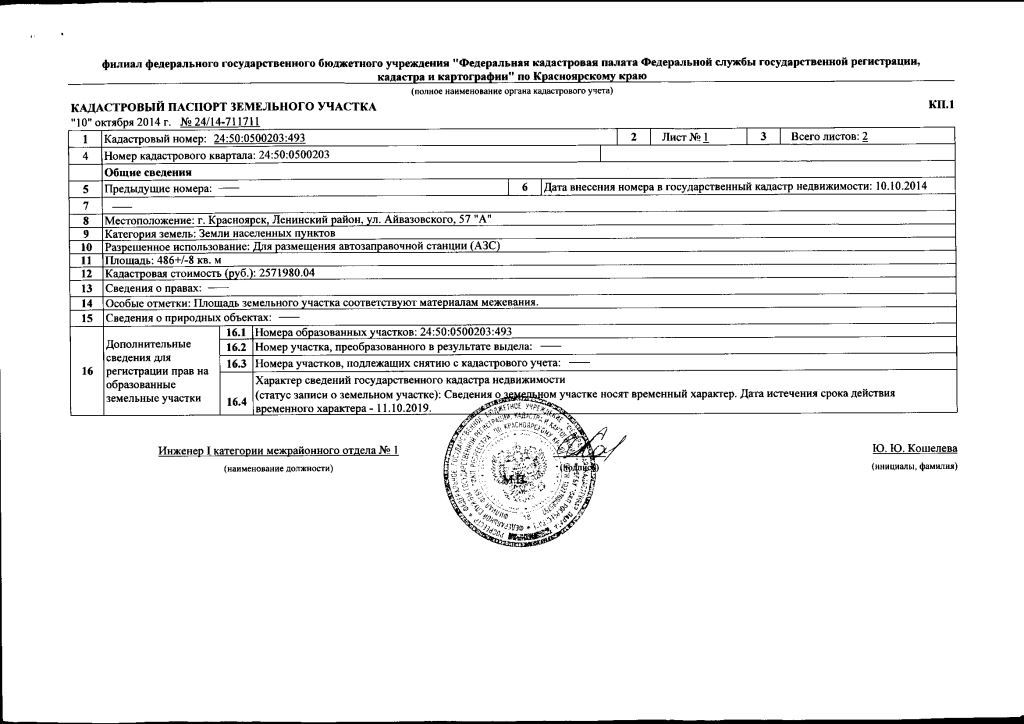 филиал федерального государственного бюджетного учреждения "Федеральная кадастровая палата Федеральной службы государственной регистрации,
кадастра и картографии" по Красноярскому краю
(полное наименование органа кадастрового учета)
КАДАСТРОВЫЙ ПАСПОРТ ЗЕМЕЛЬНОГО УЧАСТКА КП.1
"10" октября 2014 г. № 24/14-711711
1 Кадастровый номер: 24:50:0500203:493 2 Лист № 1 3 Всего листов: 2
4 Номер кадастрового квартала: 24:50:0500203
Общие сведения
5 Предыдущие номера: —— 6 Дата внесения номера в государственный кадастр недвижимости: 10.10.2014
7 ——
8 Местоположение: г. Красноярск, Ленинский район, ул. Айвазовского, 57 "А"
9 Категория земель: Земли населенных пунктов
10 Разрешенное использование: Для размещения автозаправочной станции (АЗС)
11 Площадь: 486+/-8 кв. м
12 Кадастровая стоимость (руб.): 2571980.04
13 Сведения о правах: ——
14 Особые отметки: Площадь земельного участка соответствуют материалам межевания.
15 Сведения о природных объектах: ——
16 Дополнительные
сведения для
регистрации прав на
образованные
земельные участки
16.1 Номера образованных участков: 24:50:0500203:493
16.2 Номер участка, преобразованного в результате выдела: ——
16.3 Номера участков, подлежащих снятию с кадастрового учета: ——
16.4 Характер сведений государственного кадастра недвижимости
(статус записи о земельном участке): Сведения о земельном участке носят временный характер. Дата истечения срока действия
временного характера - 11.10.2019.
Инженер I категории межрайонного отдела № 1 Ю. Ю. Кошелева
(наименование должности) (подпись) (инициалы, фамилия)
М.П.